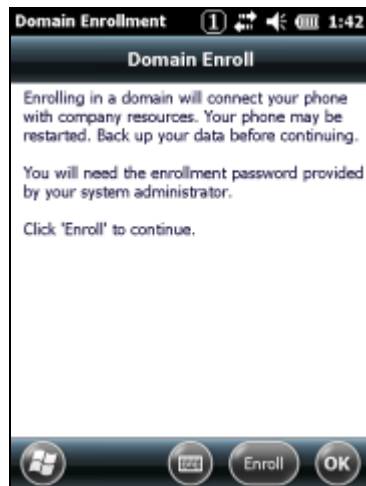 Domain Enrollment 1 1:42
Domain Enroll
Enrolling in a domain will connect your phone
with company resources. Your phone may be
restarted. Back up your data before continuing.
You will need the enrollment password provided
by your system administrator.
Click 'Enroll' to continue.
Enroll OK